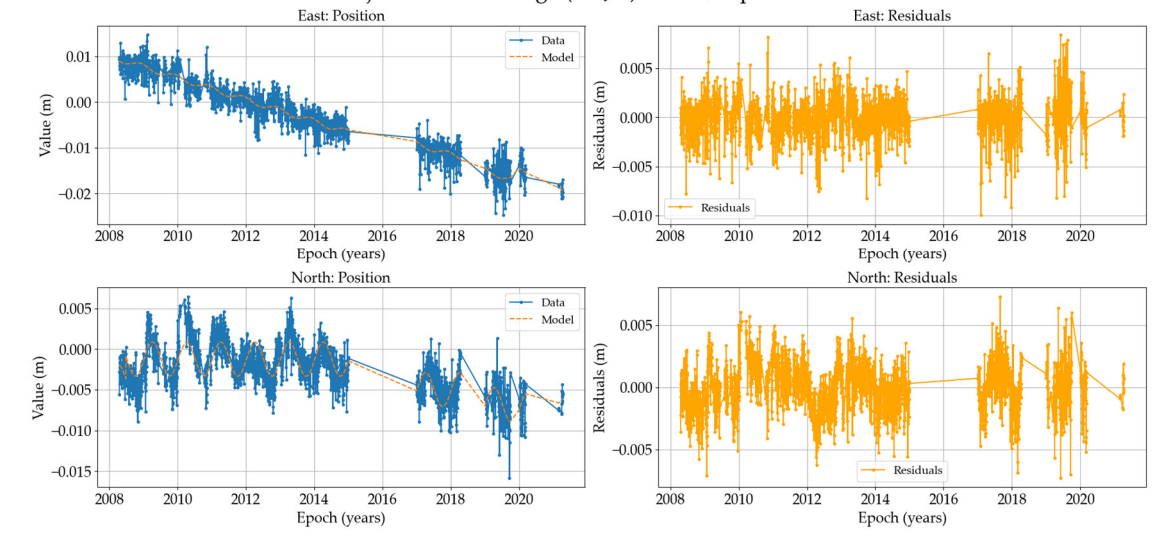 East: Position
0.01
0.00
−0.01
−0.02
Value (m)
Data
Model
2008 2010 2012 2014 2016 2018 2020
Epoch (years)
East: Residuals
0.005
0.000
−0.005
−0.010
Residuals (m)
Residuals
2008 2010 2012 2014 2016 2018 2020
Epoch (years)
North: Position
0.005
0.000
−0.005
−0.010
−0.015
Value (m)
Data
Model
2008 2010 2012 2014 2016 2018 2020
Epoch (years)
North: Residuals
0.005
0.000
−0.005
Residuals (m)
Residuals
2008 2010 2012 2014 2016 2018 2020
Epoch (years)